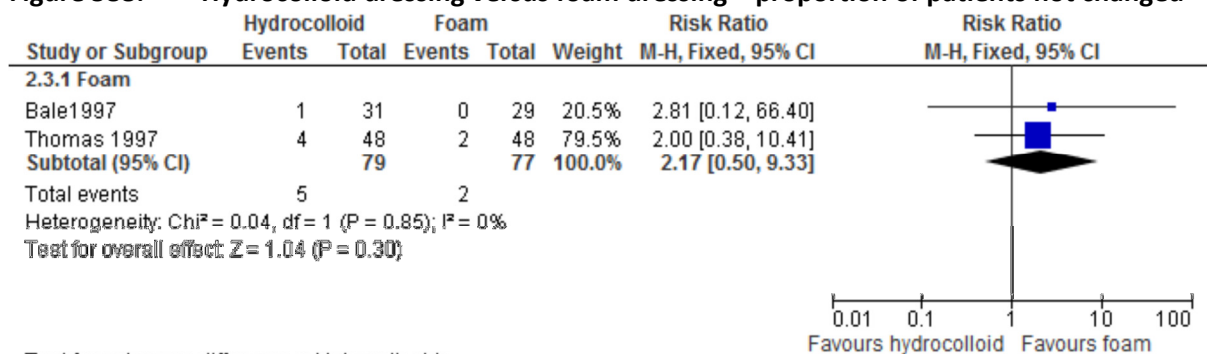 Hydrocolloid dressing versus foam dressing – proportion of patients not changed
Hydrocolloid Foam Risk Ratio Risk Ratio
Study or Subgroup Events Total Events Total Weight M-H, Fixed, 95% CI M-H, Fixed, 95% CI
2.3.1 Foam
Bale1997 1 31 0 29 20.5% 2.81 [0.12, 66.40]
Thomas 1997 4 48 2 48 79.5% 2.00 [0.38, 10.41]
Subtotal (95% CI) 79 77 100.0% 2.17 [0.50, 9.33]
Total events 5 2
Heterogeneity: Chi² = 0.04, df = 1 (P = 0.85); I² = 0%
Test for overall effect: Z = 1.04 (P = 0.30)
0.01 0.1 1 10 100
Favours hydrocolloid Favours foam